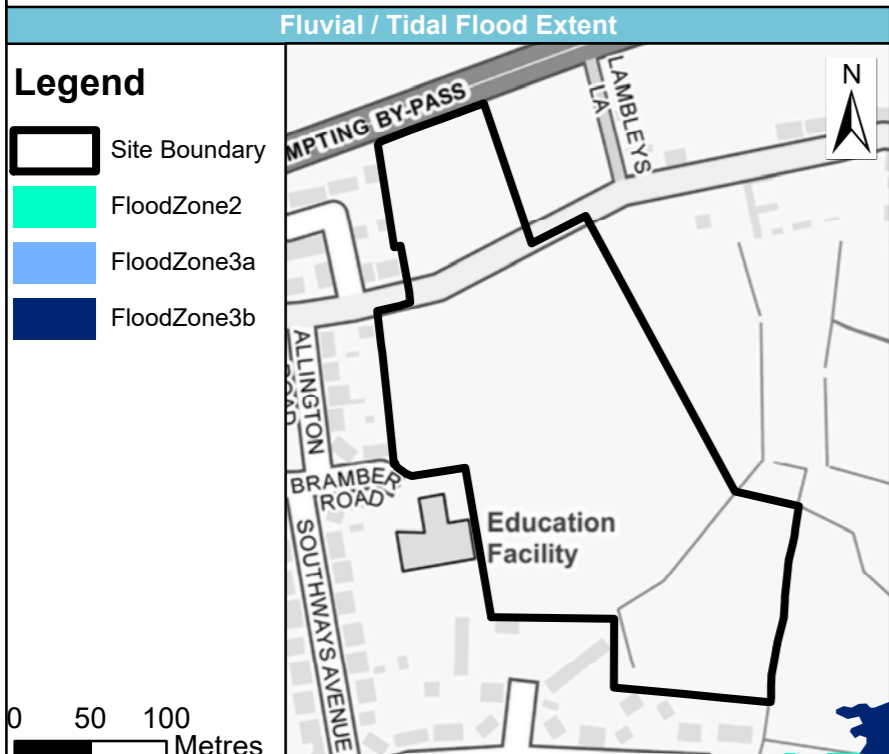 Fluvial / Tidal Flood Extent
Legend
Site Boundary
FloodZone2
FloodZone3a
FloodZone3b
0 50 100
Metres
MPTING BY-PASS
LAMBLEYS
LA
N
ALLINGTON
ROAD
BRAMBER
ROAD
SOUTHWAYS AVENUE
Education
Facility